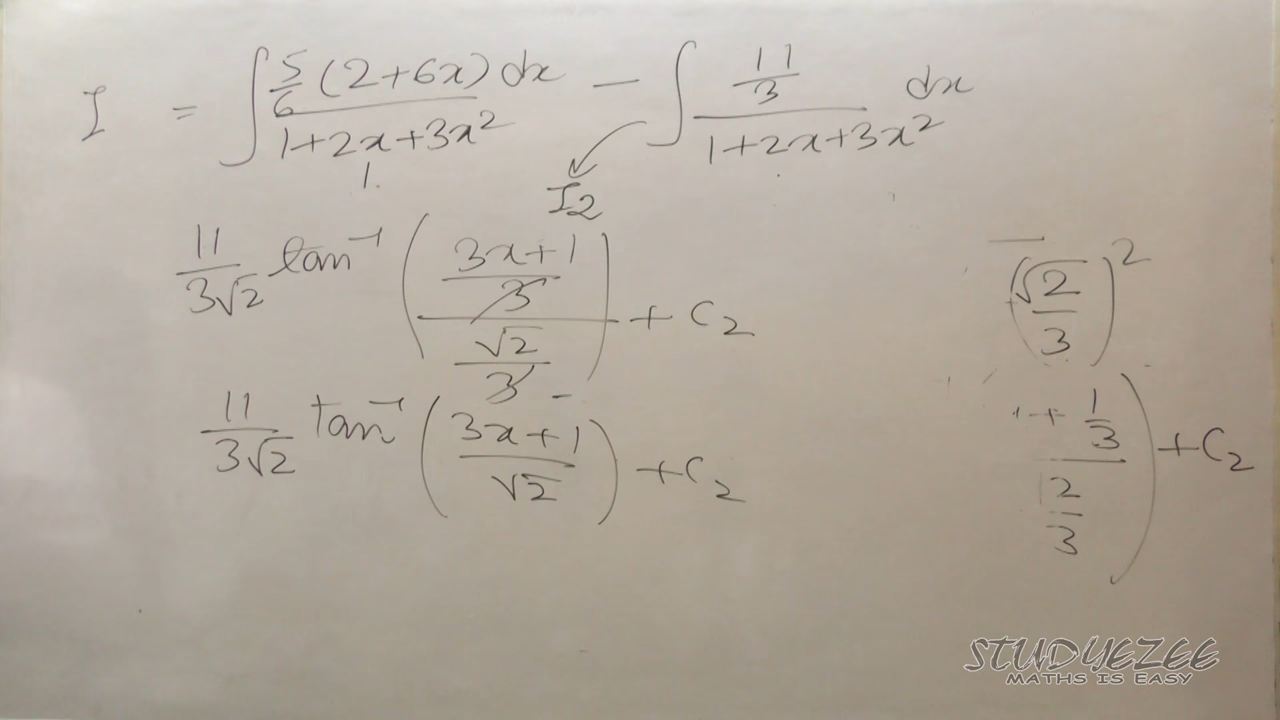 I = ∫ 5/6 (2+6x) dx / 1+2x+3x² − ∫ 11/3 / 1+2x+3x² dx
I2
11/3√2 tan⁻¹ ( 3x+1/3 / √2/3 ) + C2
(√2/3)²
11/3√2 tan⁻¹ ( 3x+1 / √2 ) + C2
+ 1/3 / 2/3 ) + C2
STUDYEZEE
MATHS IS EASY